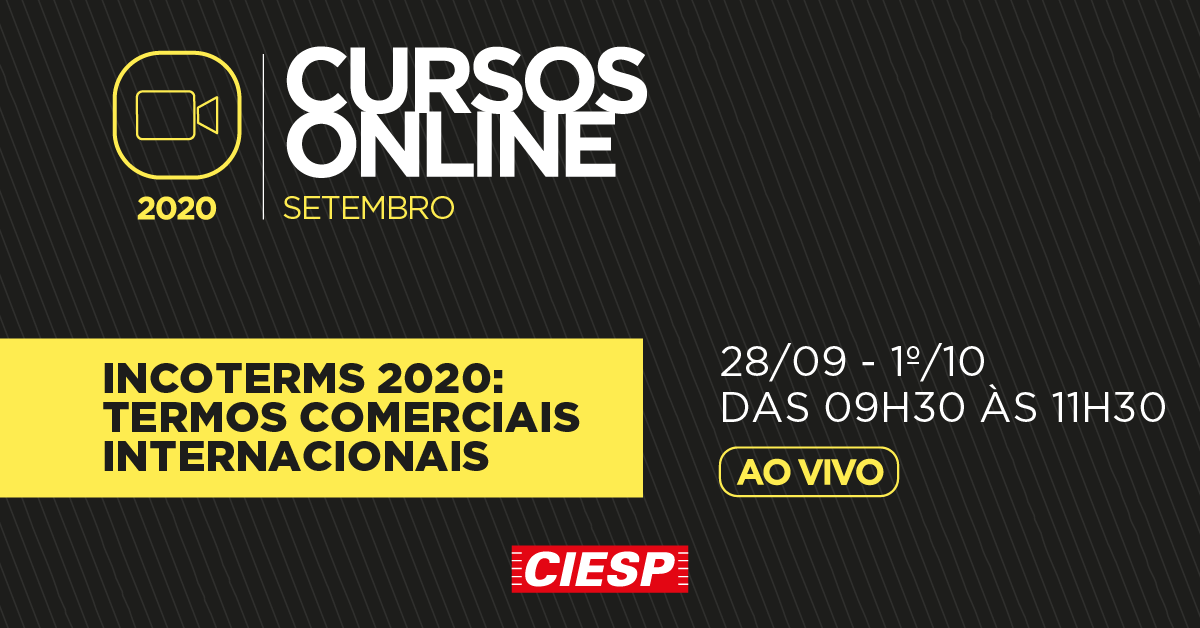 CURSOS
ONLINE
2020
SETEMBRO
INCOTERMS 2020:
TERMOS COMERCIAIS
INTERNACIONAIS
28/09 - 1º/10
DAS 09H30 ÀS 11H30
AO VIVO
CIESP